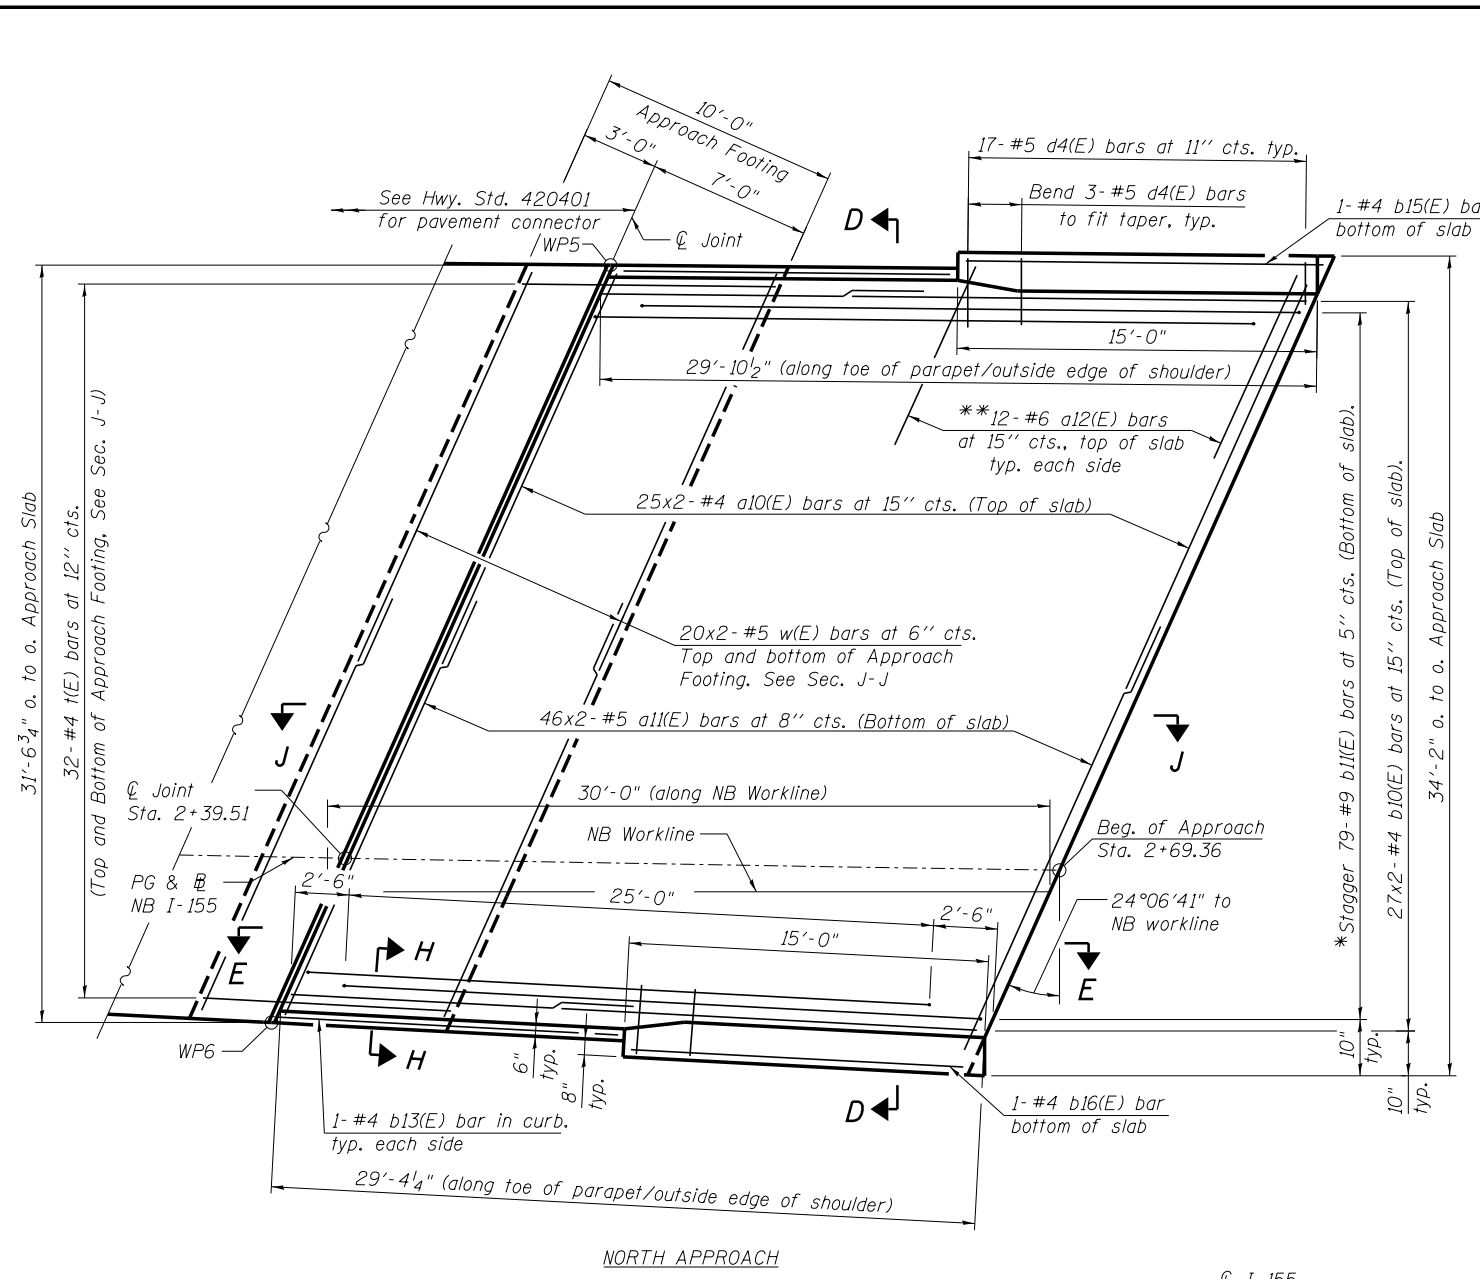 10'-0"
Approach Footing
3'-0"
7'-0"
17-#5 d4(E) bars at 11" cts. typ.
Bend 3-#5 d4(E) bars
to fit taper, typ.
1-#4 b15(E)
bottom of slab
See Hwy. Std. 420401
for pavement connector
WP5
℄ Joint
D
15'-0"
29'-10½" (along toe of parapet/outside edge of shoulder)
**12-#6 a12(E) bars
at 15" cts., top of slab
typ. each side
25x2-#4 a10(E) bars at 15" cts. (Top of slab)
20x2-#5 w(E) bars at 6" cts.
Top and bottom of Approach
Footing. See Sec. J-J
46x2-#5 a11(E) bars at 8" cts. (Bottom of slab)
31'-6¾" o. to o. Approach Slab
32-#4 t(E) bars at 12" cts.
(Top and Bottom of Approach Footing, See Sec. J-J)
*Stagger 79-#9 b11(E) bars at 5" cts. (Bottom of slab).
27x2-#4 b10(E) bars at 15" cts. (Top of slab).
34'-2" o. to o. Approach Slab
J
J
℄ Joint
Sta. 2+39.51
30'-0" (along NB Workline)
NB Workline
Beg. of Approach
Sta. 2+69.36
PG & ⅊
NB I-155
2'-6"
25'-0"
2'-6"
15'-0"
24°06'41" to
NB workline
E
H
E
WP6
H
6"
typ.
8"
typ.
10"
typ.
10"
typ.
D
1-#4 b13(E) bar in curb.
typ. each side
1-#4 b16(E) bar
bottom of slab
29'-4¼" (along toe of parapet/outside edge of shoulder)
NORTH APPROACH